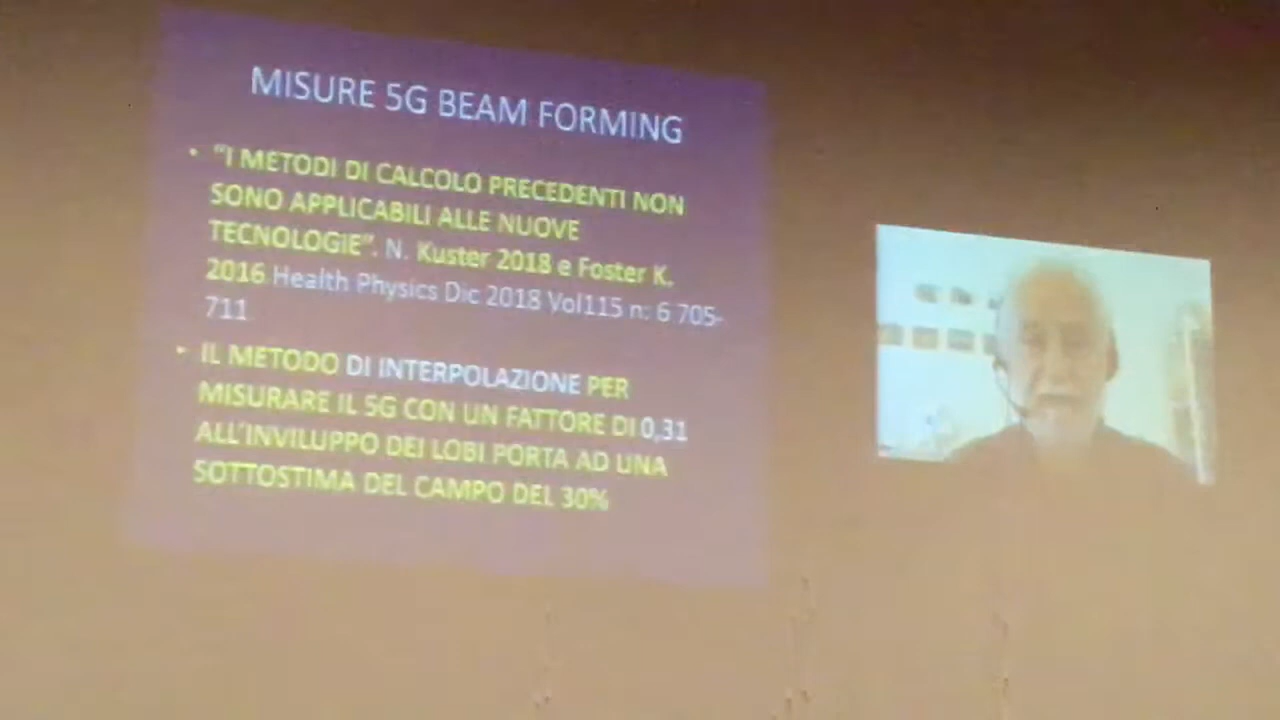 MISURE 5G BEAM FORMING
• "I METODI DI CALCOLO PRECEDENTI NON
SONO APPLICABILI ALLE NUOVE
TECNOLOGIE". N. Kuster 2018 e Foster K.
2016 Health Physics Dic 2018 Vol115 n: 6 705-
711
• IL METODO DI INTERPOLAZIONE PER
MISURARE IL 5G CON UN FATTORE DI 0,31
ALL'INVILUPPO DEI LOBI PORTA AD UNA
SOTTOSTIMA DEL CAMPO DEL 30%